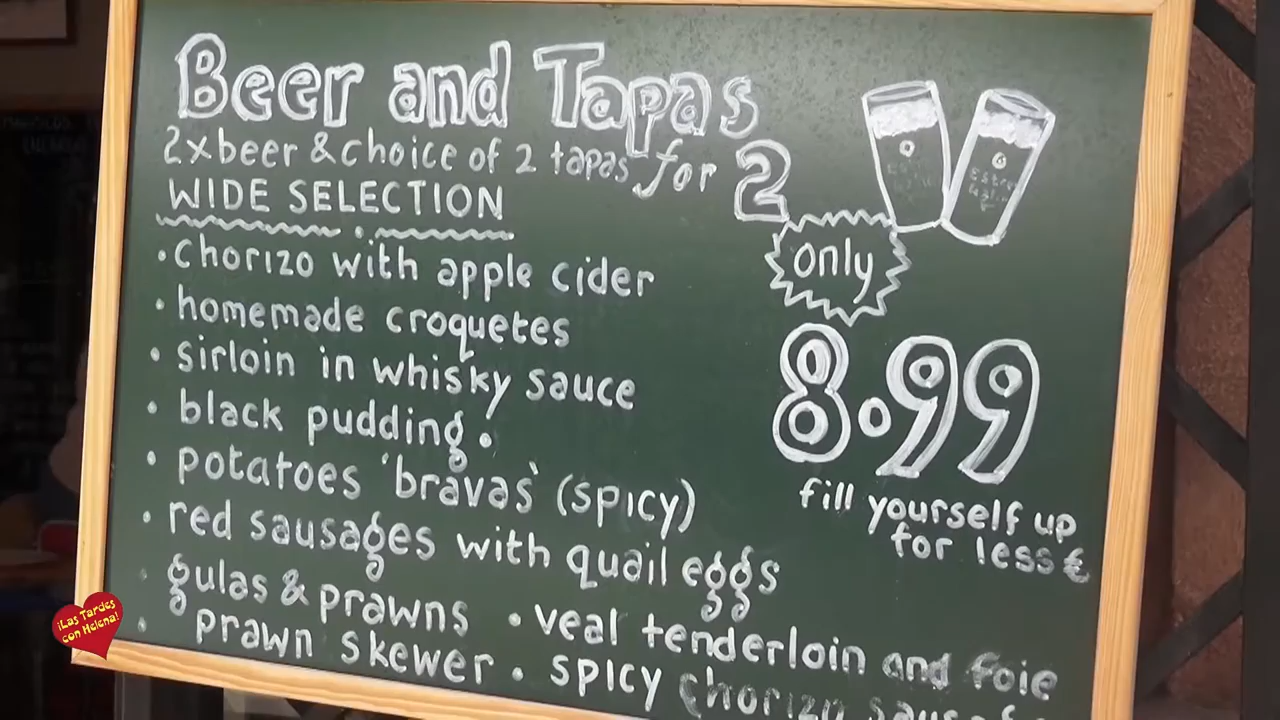 Beer and Tapas
2xbeer & choice of 2 tapas for 2
WIDE SELECTION
• chorizo with apple cider
• homemade croquetes
• sirloin in whisky sauce
• black pudding •
• potatoes 'bravas' (spicy)
• red sausages with quail eggs
• gulas & prawns • veal tenderloin and foie
• prawn skewer • spicy chorizo
only
8.99
fill yourself up
for less €
¡Las Tardes
con Helena!